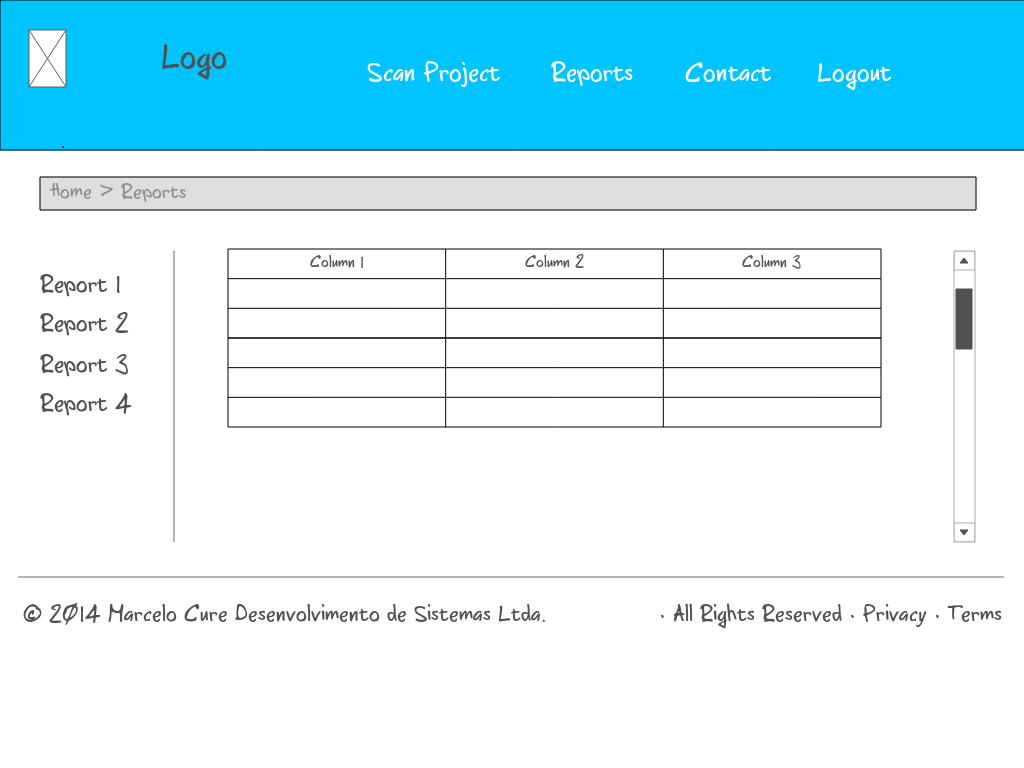 Logo
Scan Project Reports Contact Logout
Home > Reports
Column 1 Column 2 Column 3
Report 1
Report 2
Report 3
Report 4
© 2014 Marcelo Cure Desenvolvimento de Sistemas Ltda. · All Rights Reserved · Privacy · Terms